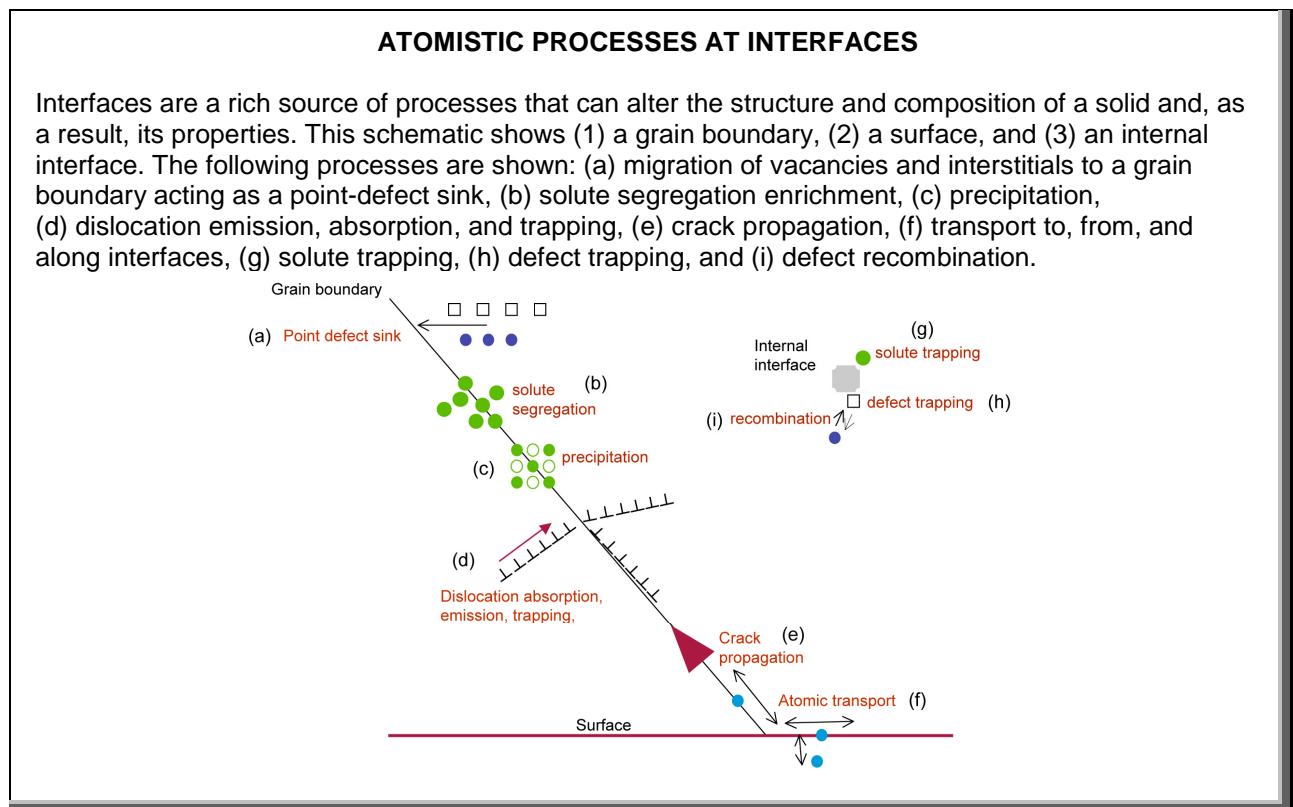 ATOMISTIC PROCESSES AT INTERFACES
Interfaces are a rich source of processes that can alter the structure and composition of a solid and, as
a result, its properties. This schematic shows (1) a grain boundary, (2) a surface, and (3) an internal
interface. The following processes are shown: (a) migration of vacancies and interstitials to a grain
boundary acting as a point-defect sink, (b) solute segregation enrichment, (c) precipitation,
(d) dislocation emission, absorption, and trapping, (e) crack propagation, (f) transport to, from, and
along interfaces, (g) solute trapping, (h) defect trapping, and (i) defect recombination.
Grain boundary
(a) Point defect sink
(g)
solute trapping
Internal
interface
(b)
solute
segregation
defect trapping (h)
(i) recombination
(c)
precipitation
(d)
Dislocation absorption,
emission, trapping,
Crack (e)
propagation
Atomic transport (f)
Surface